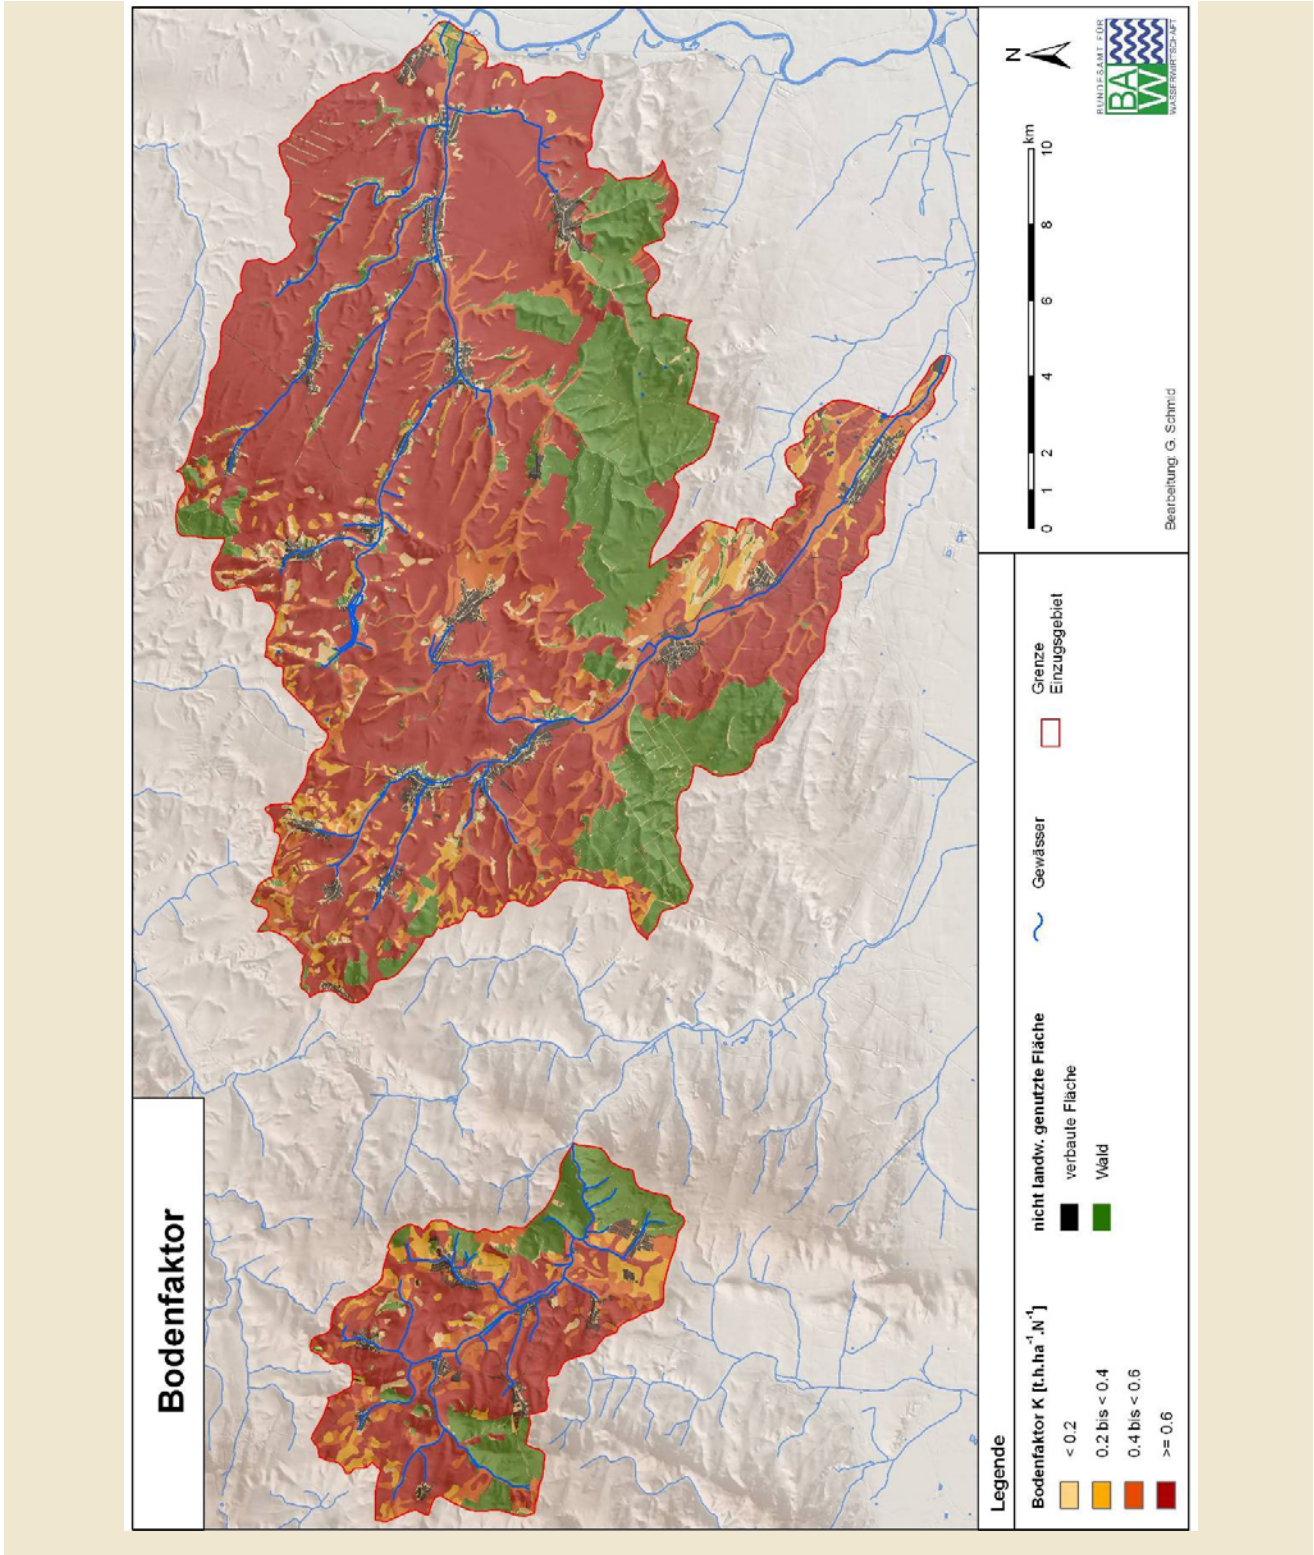 Bodenfaktor
Legende
Bodenfaktor K [t.h.ha⁻¹.N⁻¹]
< 0.2
0.2 bis < 0.4
0.4 bis < 0.6
>= 0.6
nicht landw. genutzte Fläche
verbaute Fläche
Wald
Gewässer
Grenze
Einzugsgebiet
0 1 2 4 6 8 10
km
N
Bearbeitung: G. Schmid
BUNDESAMT FÜR
BA
W
WASSERWIRTSCHAFT